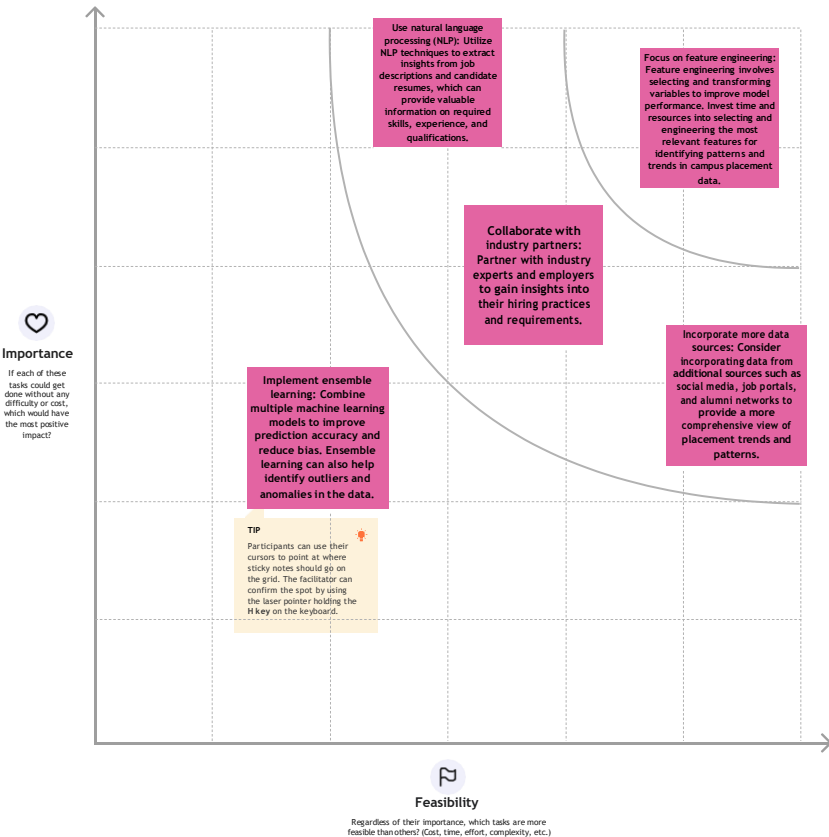 Use natural language
processing (NLP): Utilize
NLP techniques to extract
insights from job
descriptions and candidate
resumes, which can
provide valuable
information on required
skills, experience, and
qualifications.
Focus on feature engineering:
Feature engineering involves
selecting and transforming
variables to improve model
performance. Invest time and
resources into selecting and
engineering the most
relevant features for
identifying patterns and
trends in campus placement
data.
Collaborate with
industry partners:
Partner with industry
experts and employers
to gain insights into
their hiring practices
and requirements.
Importance
If each of these
tasks could get
done without any
difficulty or cost,
which would have
the most positive
impact?
Incorporate more data
sources: Consider
incorporating data from
additional sources such as
social media, job portals,
and alumni networks to
provide a more
comprehensive view of
placement trends and
patterns.
Implement ensemble
learning: Combine
multiple machine learning
models to improve
prediction accuracy and
reduce bias. Ensemble
learning can also help
identify outliers and
anomalies in the data.
TIP
Participants can use their
cursors to point at where
sticky notes should go on
the grid. The facilitator can
confirm the spot by using
the laser pointer holding the
H key on the keyboard.
Feasibility
Regardless of their importance, which tasks are more
feasible than others? (Cost, time, effort, complexity, etc.)